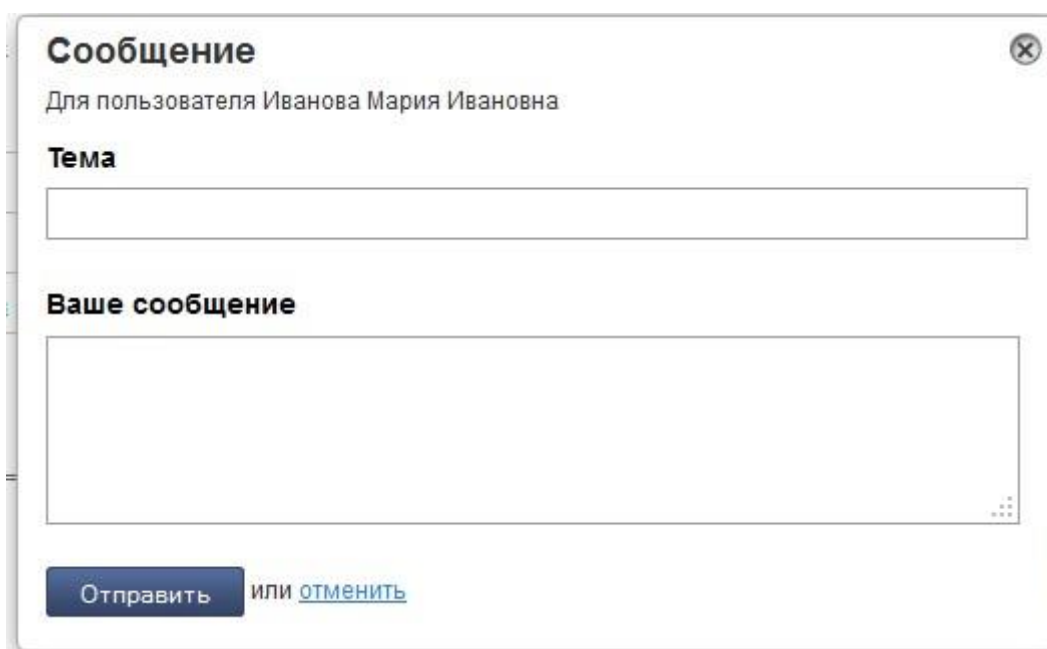 Сообщение
Для пользователя Иванова Мария Ивановна
Тема
Ваше сообщение
Отправить или отменить